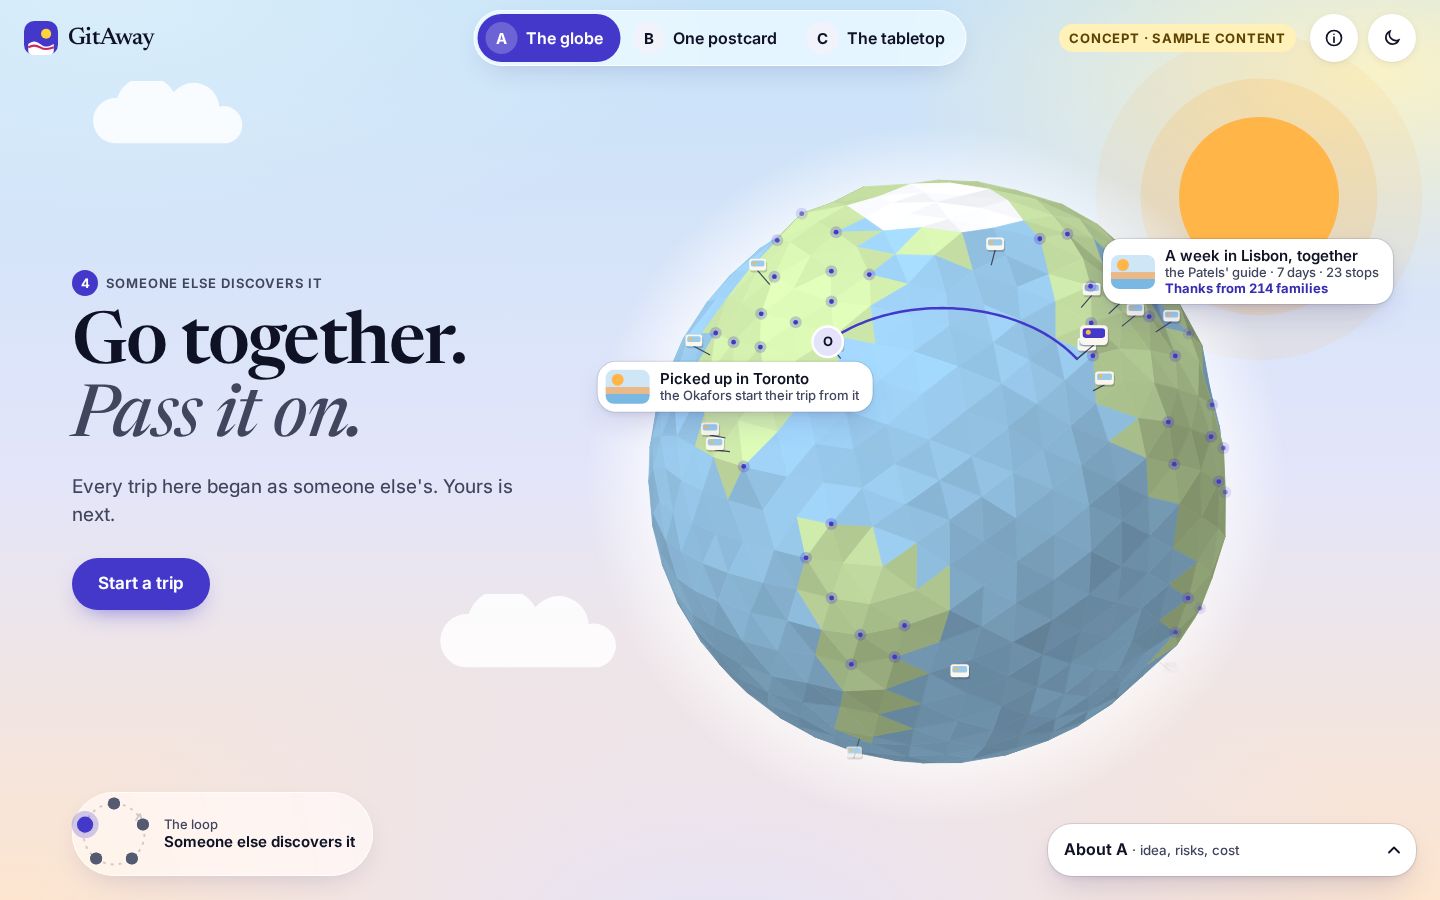 GitAway
A The globe
B One postcard
C The tabletop
CONCEPT · SAMPLE CONTENT
4 SOMEONE ELSE DISCOVERS IT
Go together.
Pass it on.
Every trip here began as someone else's. Yours is
next.
Start a trip
A week in Lisbon, together
the Patels' guide · 7 days · 23 stops
Thanks from 214 families
O
Picked up in Toronto
the Okafors start their trip from it
The loop
Someone else discovers it
About A · idea, risks, cost